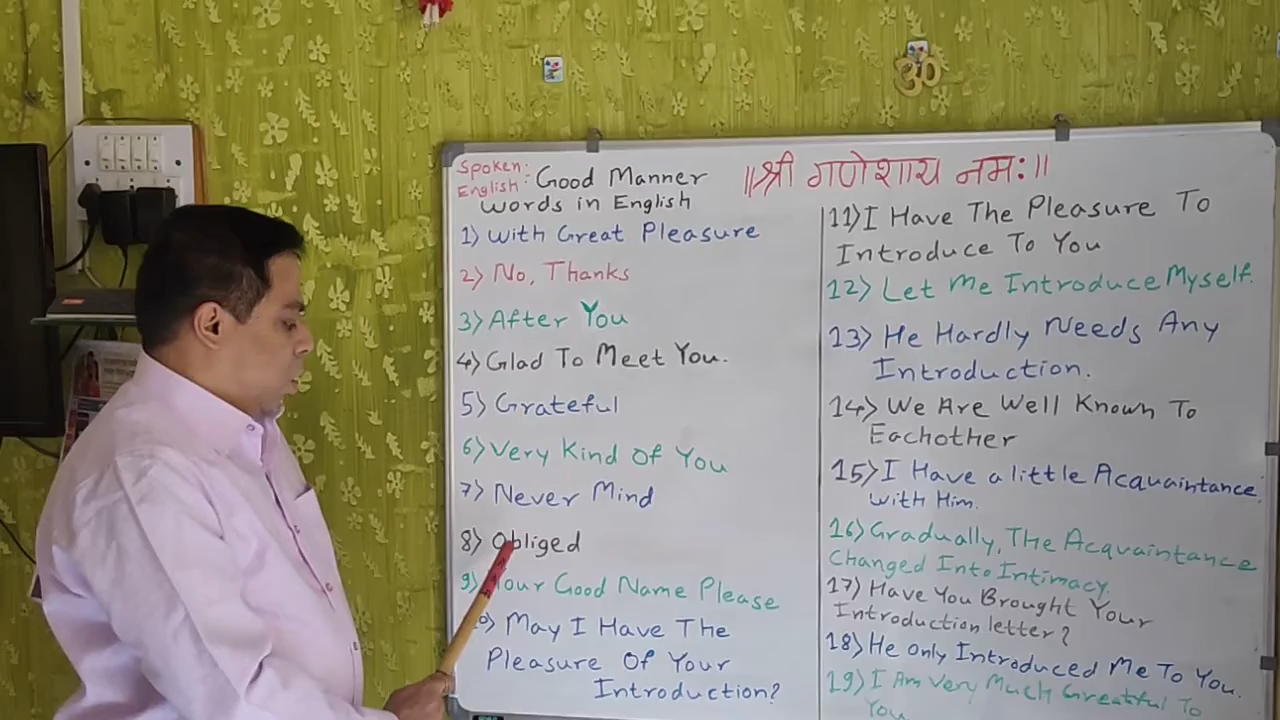 Spoken:
English:
Good Manner
words in English
॥श्री गणेशाय नमः॥
1) With Great Pleasure
2) No, Thanks
3) After You
4) Glad To Meet You.
5) Grateful
6) Very Kind Of You
7) Never Mind
8) Obliged
9) Your Good Name Please
10) May I Have The
Pleasure Of Your
Introduction?
11) I Have The Pleasure To
Introduce To You
12) Let Me Introduce Myself.
13) He Hardly Needs Any
Introduction.
14) We Are Well Known To
Eachother
15) I Have a little Acquaintance
With Him.
16) Gradually, The Acquaintance
Changed Into Intimacy.
17) Have You Brought Your
Introduction letter?
18) He Only Introduced Me To You.
19) I Am Very Much Greatful To
You